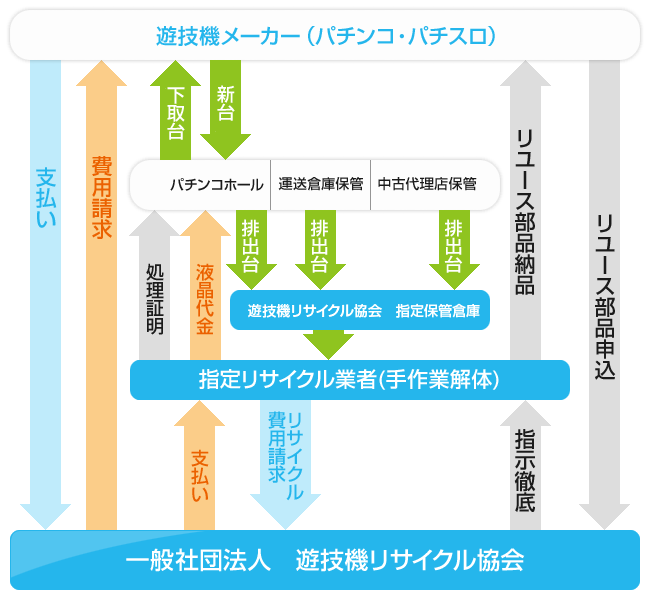 遊技機メーカー（パチンコ・パチスロ）
支払い
費用請求
下取台
新台
リユース部品納品
リユース部品申込
パチンコホール
運送倉庫保管
中古代理店保管
処理証明
液晶代金
排出台
排出台
排出台
遊技機リサイクル協会　指定保管倉庫
指定リサイクル業者(手作業解体)
支払い
リサイクル
費用請求
指示徹底
一般社団法人　遊技機リサイクル協会